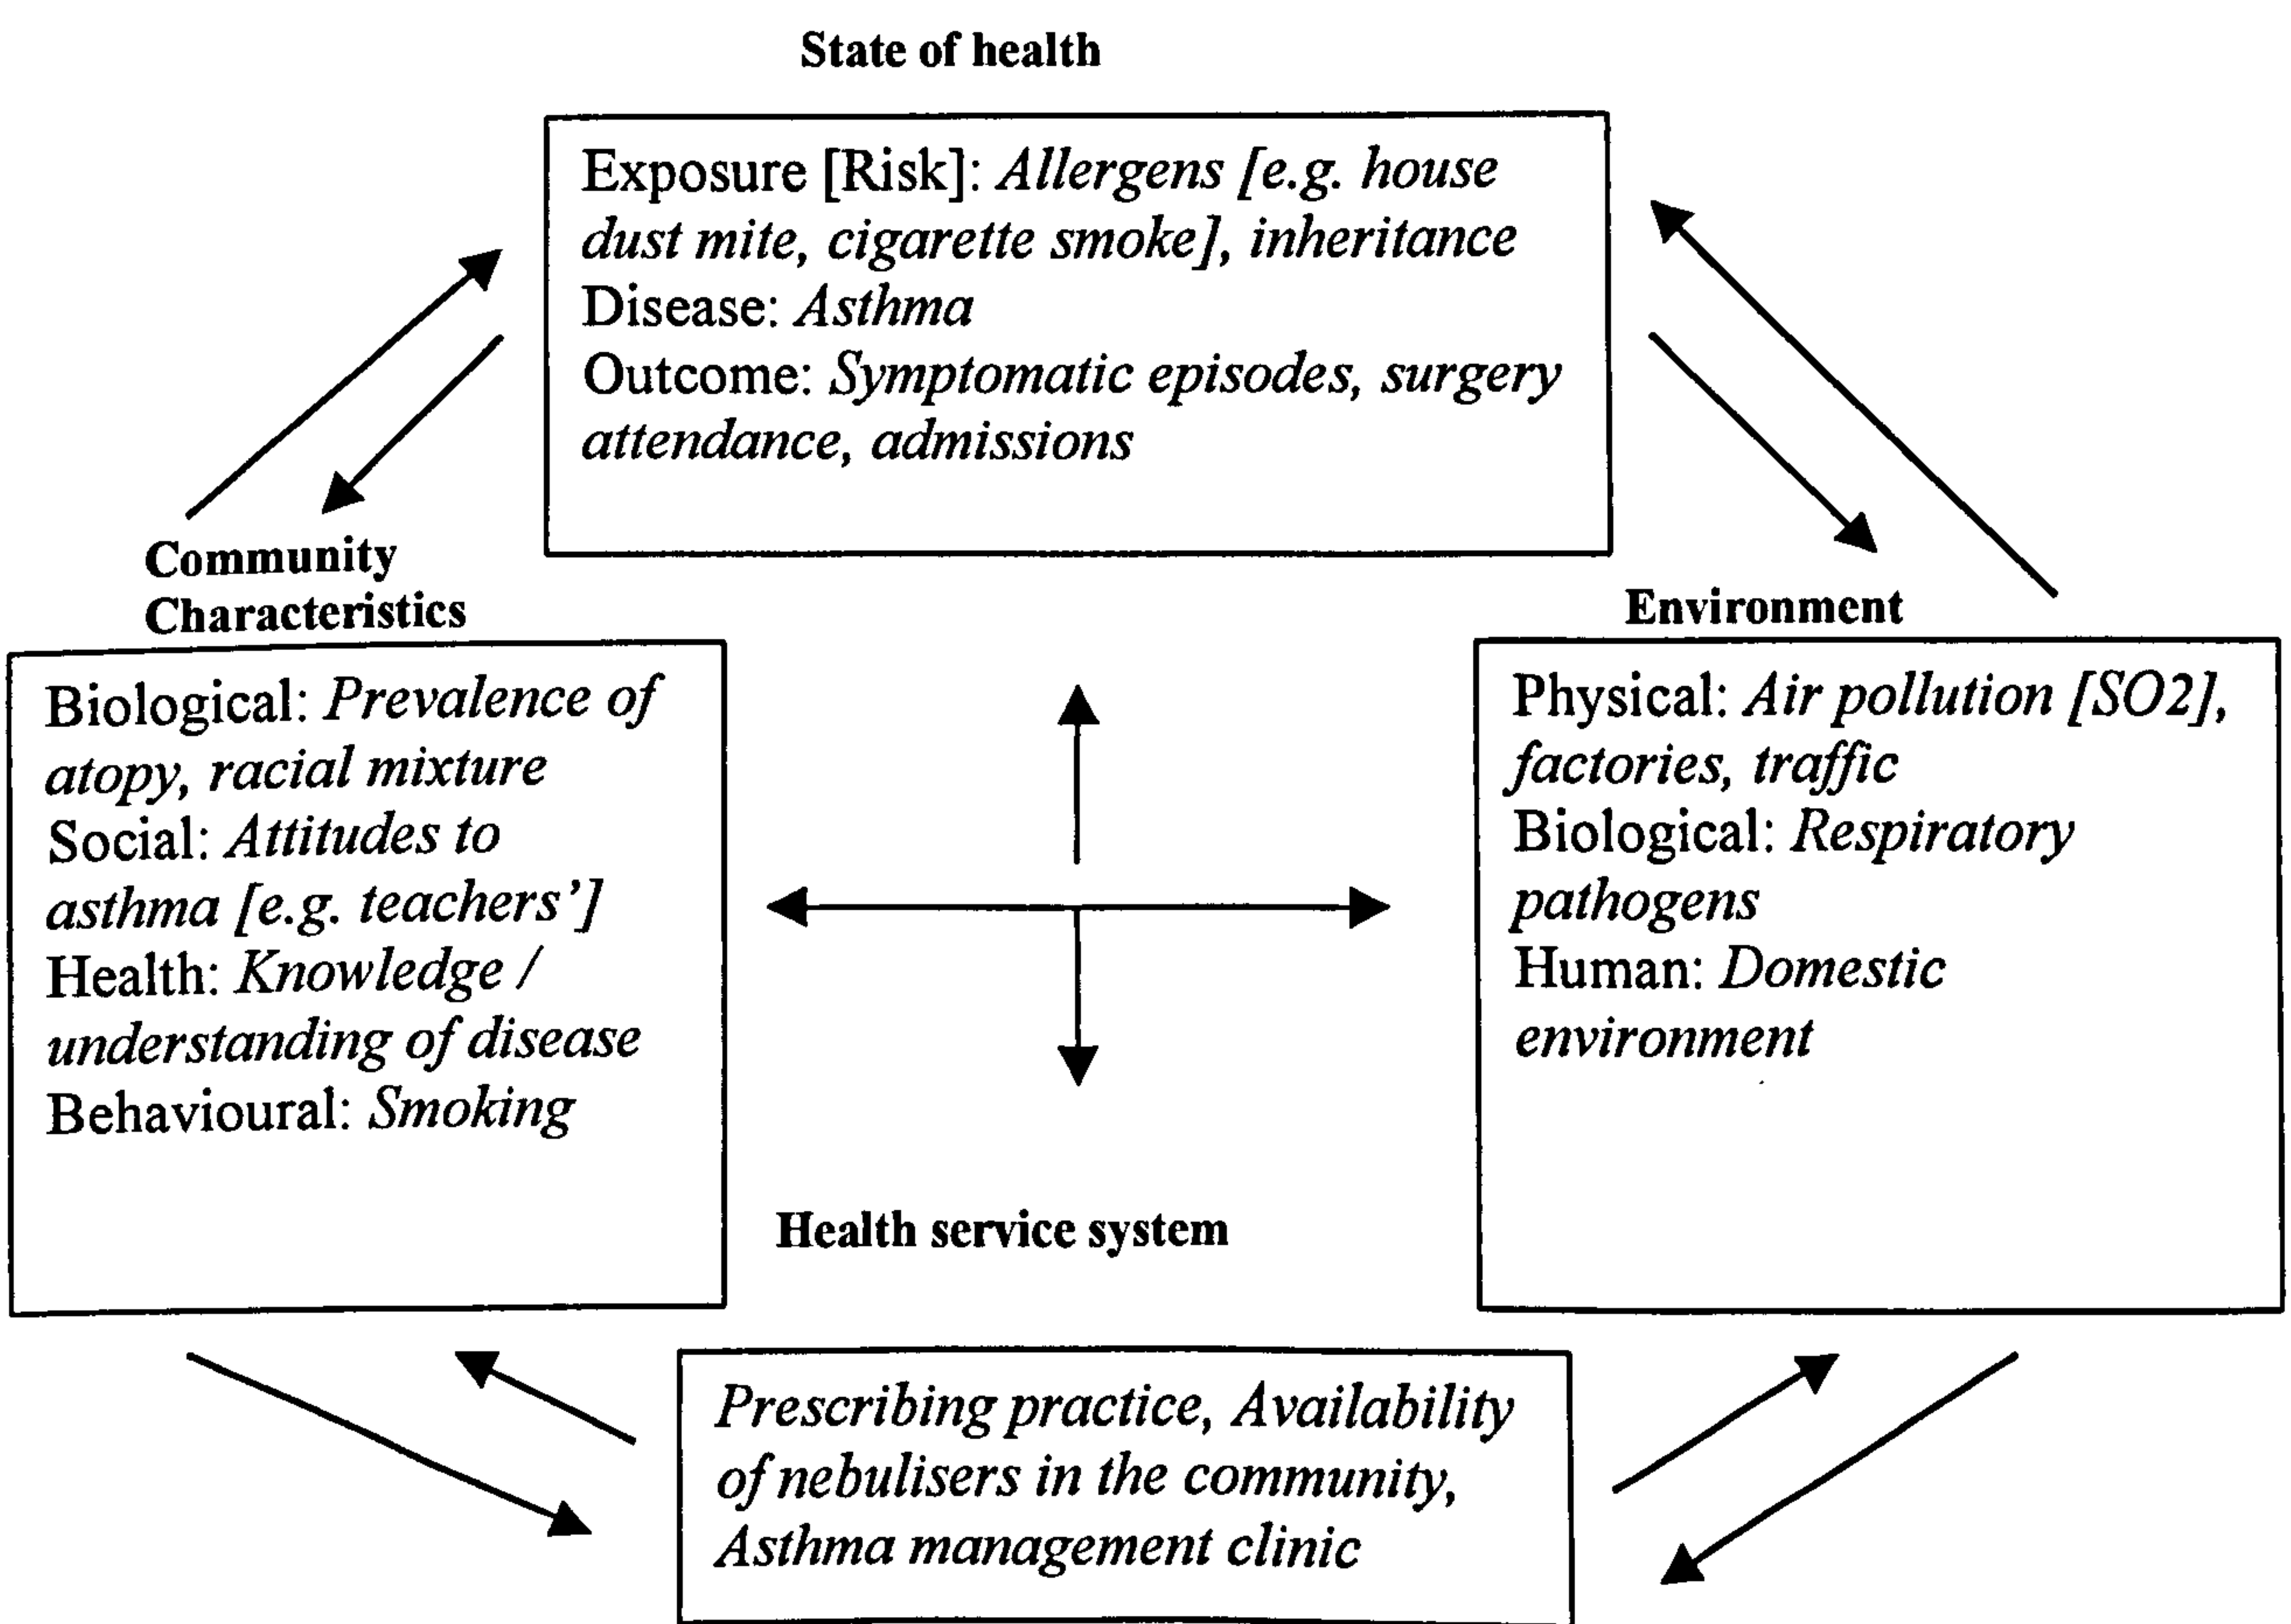 State of health
Exposure [Risk]: Allergens [e.g. house
dust mite, cigarette smoke], inheritance
Disease: Asthma
Outcome: Symptomatic episodes, surgery
attendance, admissions
Community
Characteristics
Biological: Prevalence of
atopy, racial mixture
Social: Attitudes to
asthma [e.g. teachers’]
Health: Knowledge /
understanding of disease
Behavioural: Smoking
Environment
Physical: Air pollution [SO2],
factories, traffic
Biological: Respiratory
pathogens
Human: Domestic
environment
Health service system
Prescribing practice, Availability
of nebulisers in the community,
Asthma management clinic